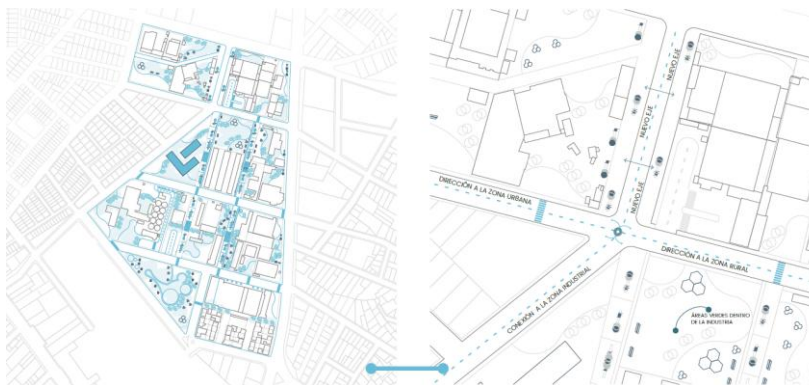 NUEVO EJE
NUEVO EJE
NUEVO EJE
DIRECCIÓN A LA ZONA URBANA
DIRECCIÓN A LA ZONA RURAL
CONEXIÓN A LA ZONA INDUSTRIAL
ÁREAS VERDES DENTRO
DE LA INDUSTRIA